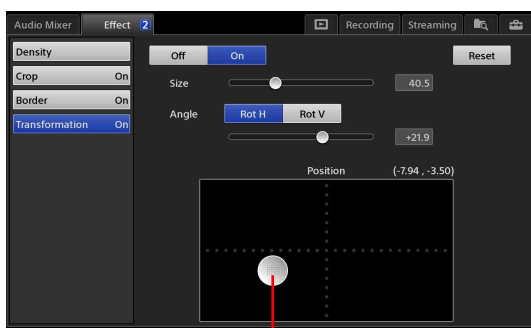 Audio Mixer Effect 2 Recording Streaming
Density Off On Reset
Crop On
Size 40.5
Border On
Angle Rot H Rot V
Transformation On
+21.9
Position (-7.94 , -3.50)